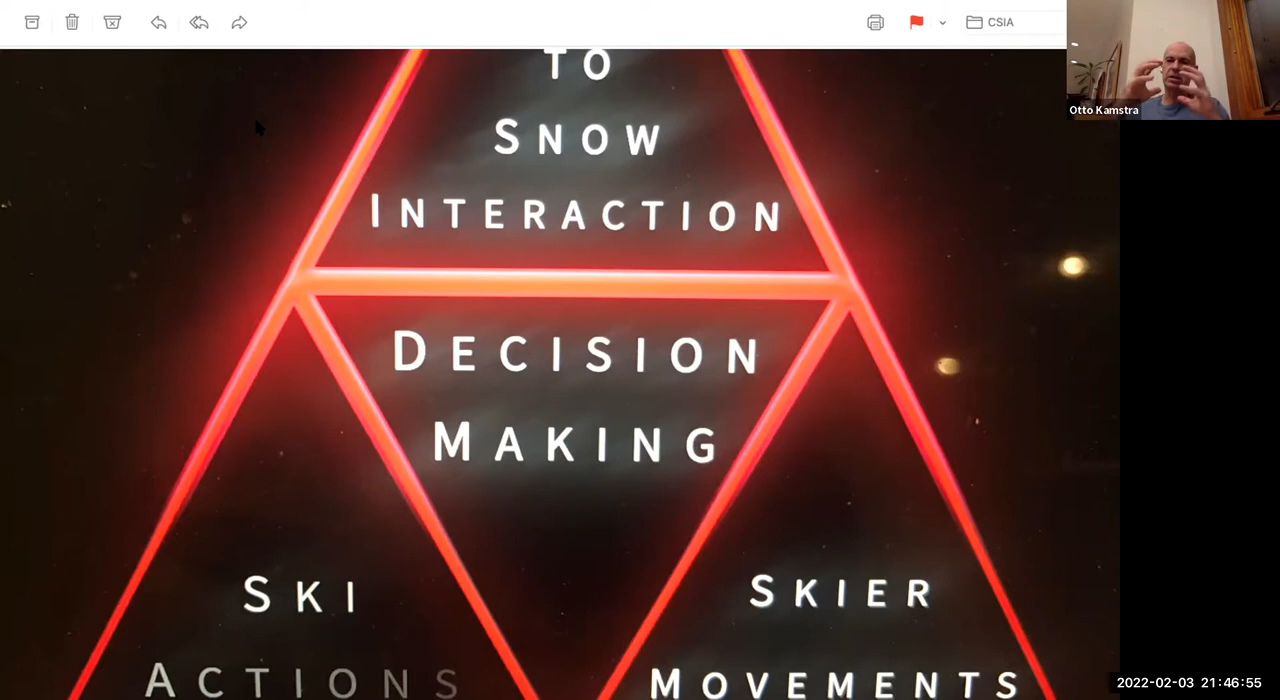 CSIA
Otto Kamstra
TO
SNOW
INTERACTION
DECISION
MAKING
SKI
ACTIONS
SKIER
MOVEMENTS
2022-02-03 21:46:55